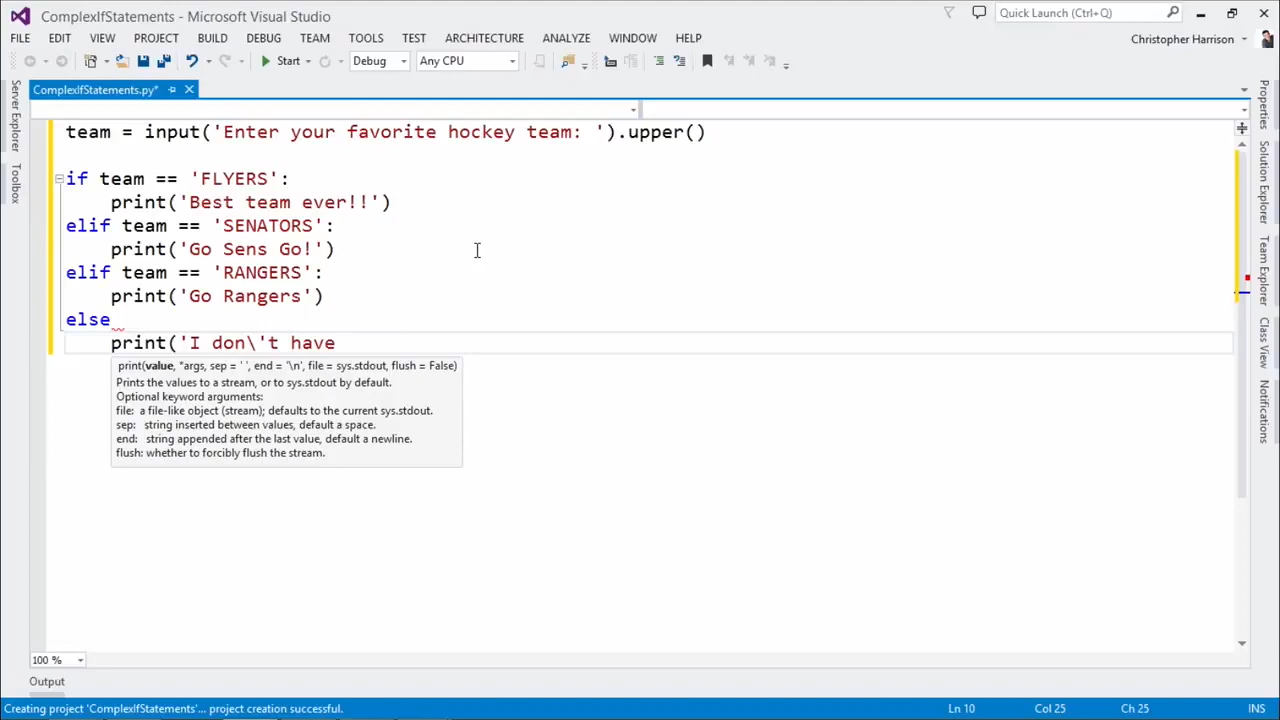 ComplexIfStatements - Microsoft Visual Studio
Quick Launch (Ctrl+Q)
FILE EDIT VIEW PROJECT BUILD DEBUG TEAM TOOLS TEST ARCHITECTURE ANALYZE WINDOW HELP
Christopher Harrison
Start Debug Any CPU
ComplexIfStatements.py*
team = input('Enter your favorite hockey team: ').upper()
if team == 'FLYERS':
print('Best team ever!!')
elif team == 'SENATORS':
print('Go Sens Go!')
elif team == 'RANGERS':
print('Go Rangers')
else
print('I don\'t have
print(value, *args, sep = ' ', end = '\n', file = sys.stdout, flush = False)
Prints the values to a stream, or to sys.stdout by default.
Optional keyword arguments:
file: a file-like object (stream); defaults to the current sys.stdout.
sep: string inserted between values, default a space.
end: string appended after the last value, default a newline.
flush: whether to forcibly flush the stream.
Server Explorer
Toolbox
Properties
Solution Explorer
Team Explorer
Class View
Notifications
100 %
Output
Creating project 'ComplexIfStatements'... project creation successful.
Ln 10 Col 25 Ch 25 INS